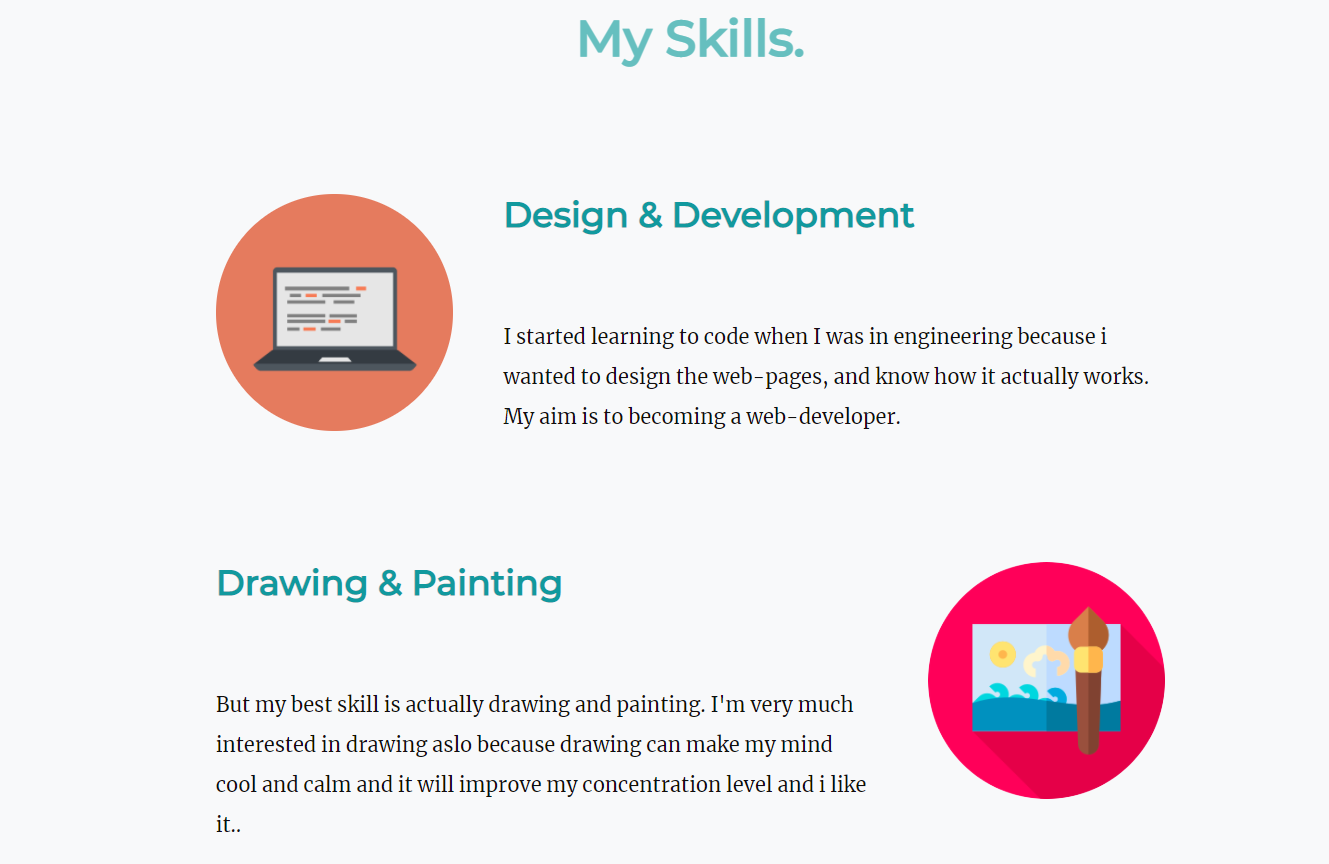 My Skills.
Design & Development
I started learning to code when I was in engineering because i
wanted to design the web-pages, and know how it actually works.
My aim is to becoming a web-developer.
Drawing & Painting
But my best skill is actually drawing and painting. I'm very much
interested in drawing aslo because drawing can make my mind
cool and calm and it will improve my concentration level and i like
it..